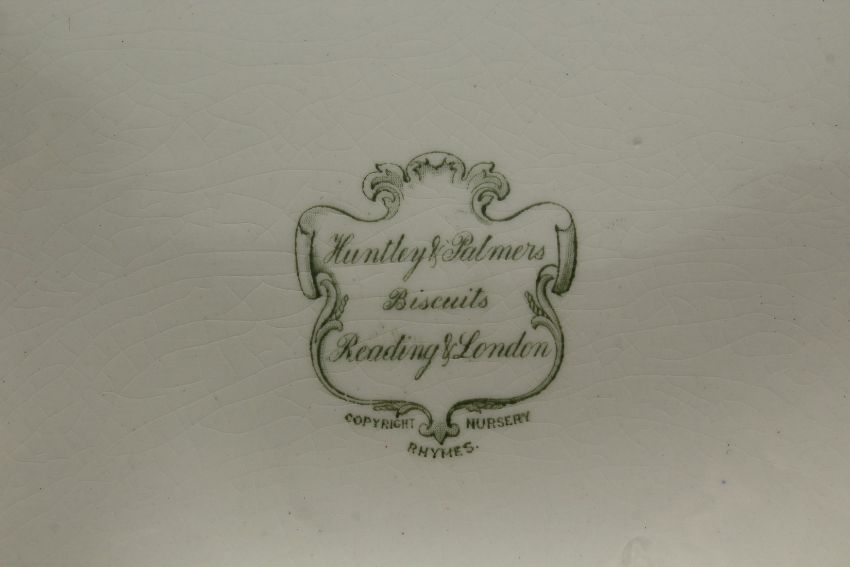 Huntley & Palmers
Biscuits
Reading & London
COPYRIGHT NURSERY
RHYMES.